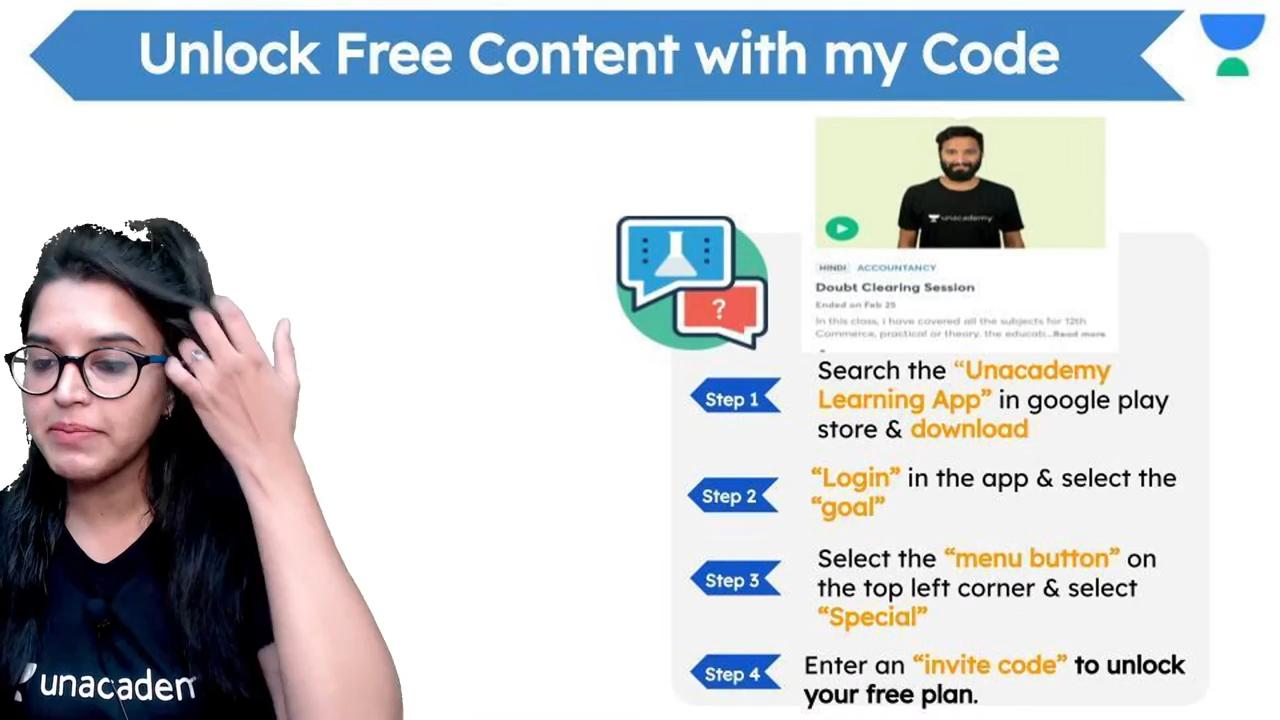 Unlock Free Content with my Code
unacademy
HINDI ACCOUNTANCY
Doubt Clearing Session
Ended on Feb 25
In this class, i have covered all the subjects for 12th
Commerce, practical or theory. the educati...Read more
?
Step 1
Search the “Unacademy
Learning App” in google play
store & download
Step 2
“Login” in the app & select the
“goal”
Step 3
Select the “menu button” on
the top left corner & select
“Special”
Step 4
Enter an “invite code” to unlock
your free plan.
unacadem